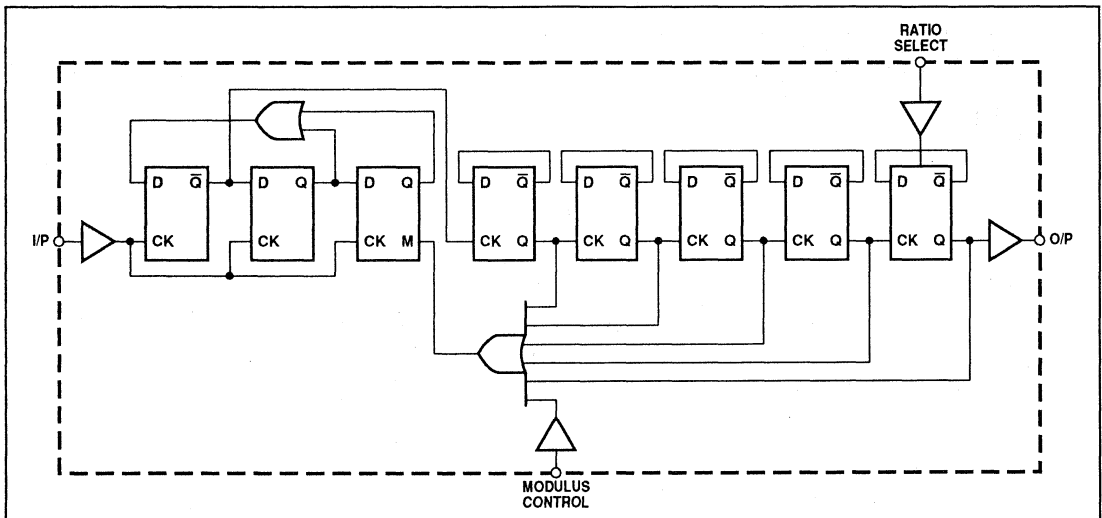 RATIO
SELECT
D Q̅ D Q D Q D Q̅ D Q̅ D Q̅ D Q̅ D Q̅
I/P CK CK CK M CK Q CK Q CK Q CK Q CK Q O/P
MODULUS
CONTROL